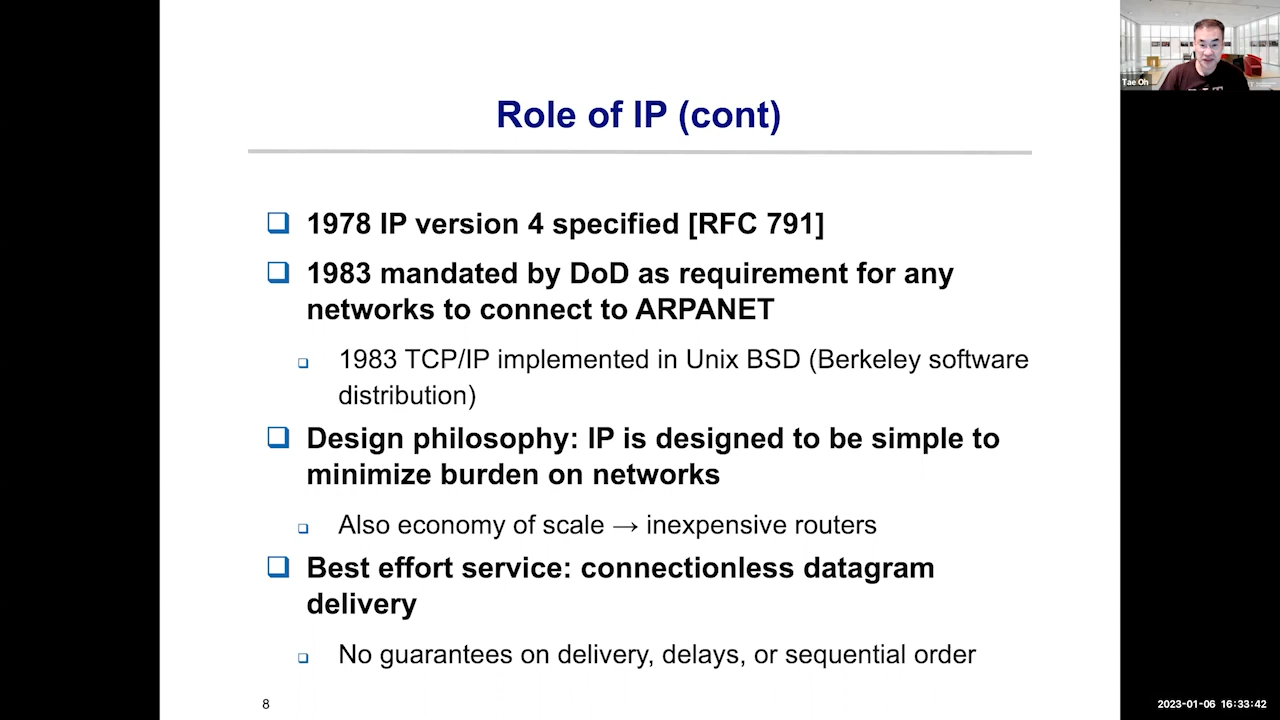 Role of IP (cont)
1978 IP version 4 specified [RFC 791]
1983 mandated by DoD as requirement for any
networks to connect to ARPANET
1983 TCP/IP implemented in Unix BSD (Berkeley software
distribution)
Design philosophy: IP is designed to be simple to
minimize burden on networks
Also economy of scale → inexpensive routers
Best effort service: connectionless datagram
delivery
No guarantees on delivery, delays, or sequential order
8
Tae Oh
2023-01-06 16:33:42